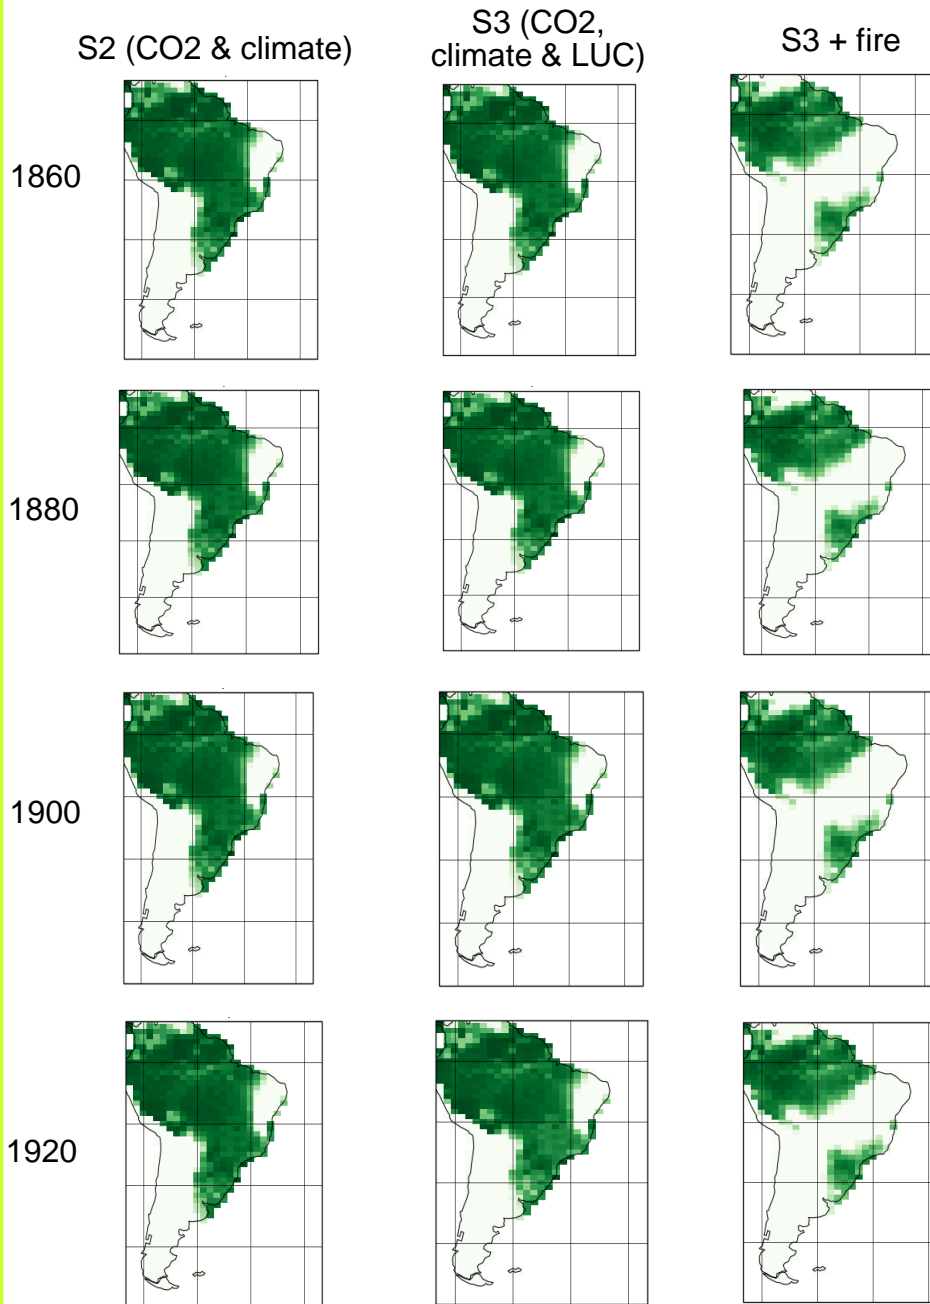 S2 (CO2 & climate)
S3 (CO2,
climate & LUC)
S3 + fire
1860
1880
1900
1920